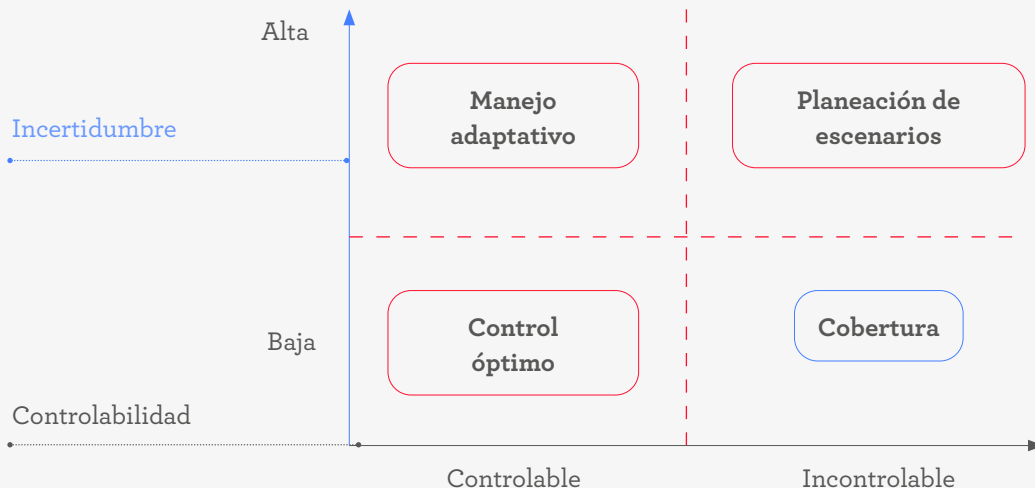 Alta
Manejo
adaptativo
Planeación de
escenarios
Incertidumbre
Baja
Control
óptimo
Cobertura
Controlabilidad
Controlable
Incontrolable